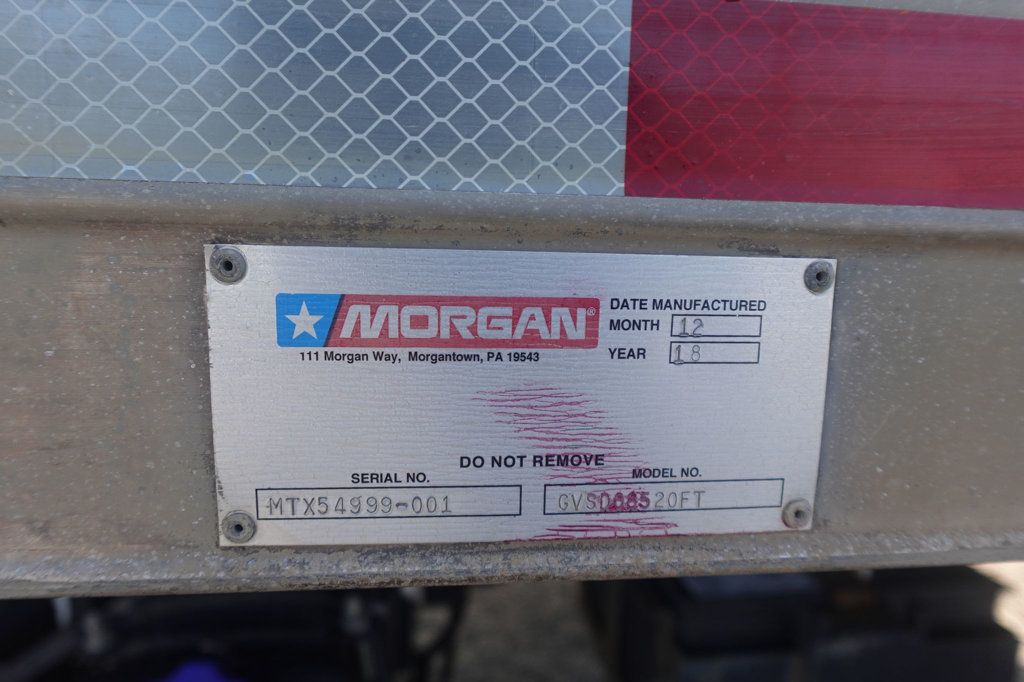 MORGAN®
111 Morgan Way, Morgantown, PA 19543
DATE MANUFACTURED
MONTH 12
YEAR 18
DO NOT REMOVE
SERIAL NO.
MTX54999-001
MODEL NO.